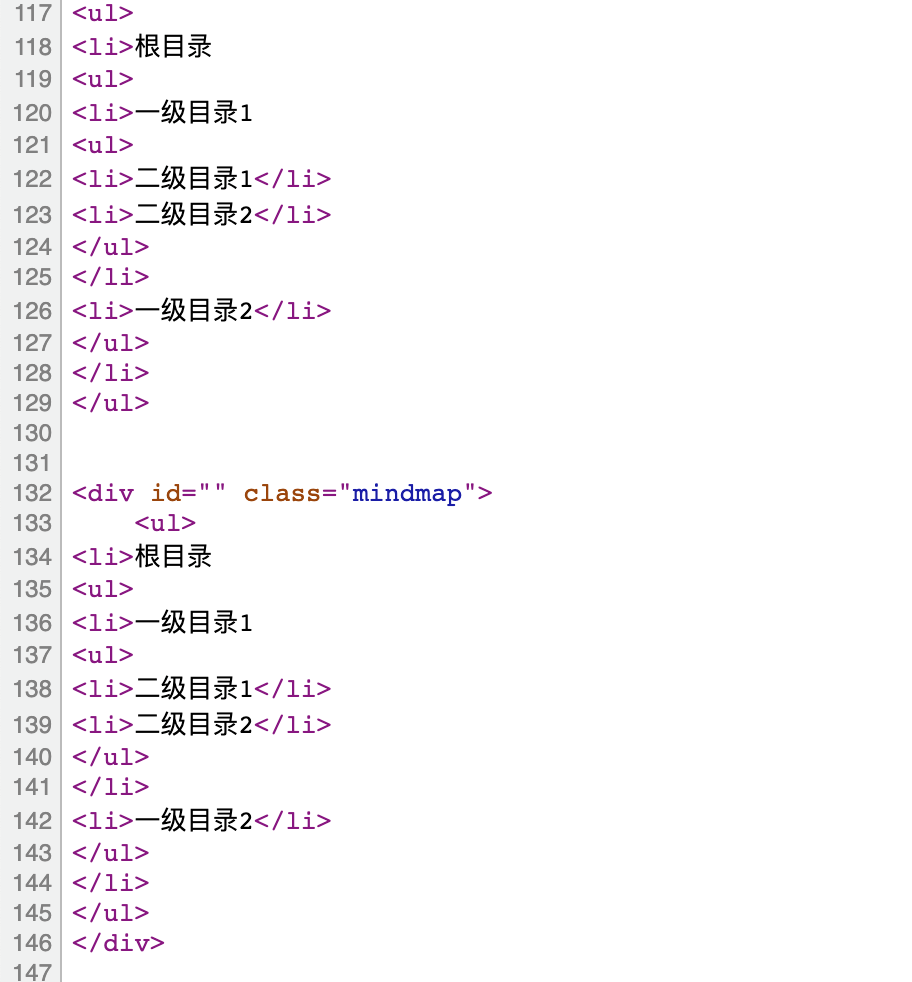 117 <ul>
118 <li>根目录
119 <ul>
120 <li>一级目录1
121 <ul>
122 <li>二级目录1</li>
123 <li>二级目录2</li>
124 </ul>
125 </li>
126 <li>一级目录2</li>
127 </ul>
128 </li>
129 </ul>
130
131
132 <div id="" class="mindmap">
133     <ul>
134 <li>根目录
135 <ul>
136 <li>一级目录1
137 <ul>
138 <li>二级目录1</li>
139 <li>二级目录2</li>
140 </ul>
141 </li>
142 <li>一级目录2</li>
143 </ul>
144 </li>
145 </ul>
146 </div>
147